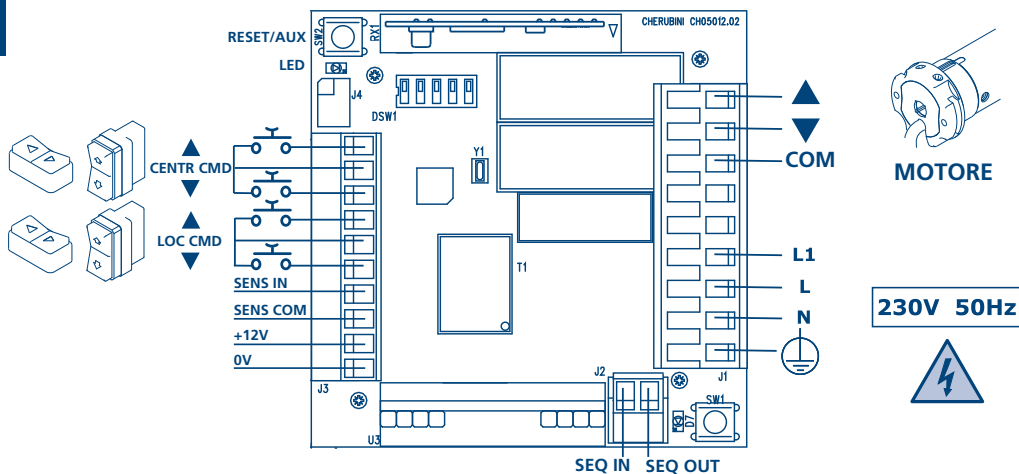 CHERUBINI CH05012.02
RESET/AUX
SW2
RX1
LED
J4
DSW1
CENTR CMD
LOC CMD
SENS IN
SENS COM
+12V
0V
J3
Y1
T1
U3
COM
L1
L
N
J1
J2
D7
SW1
SEQ IN
SEQ OUT
MOTORE
230V 50Hz